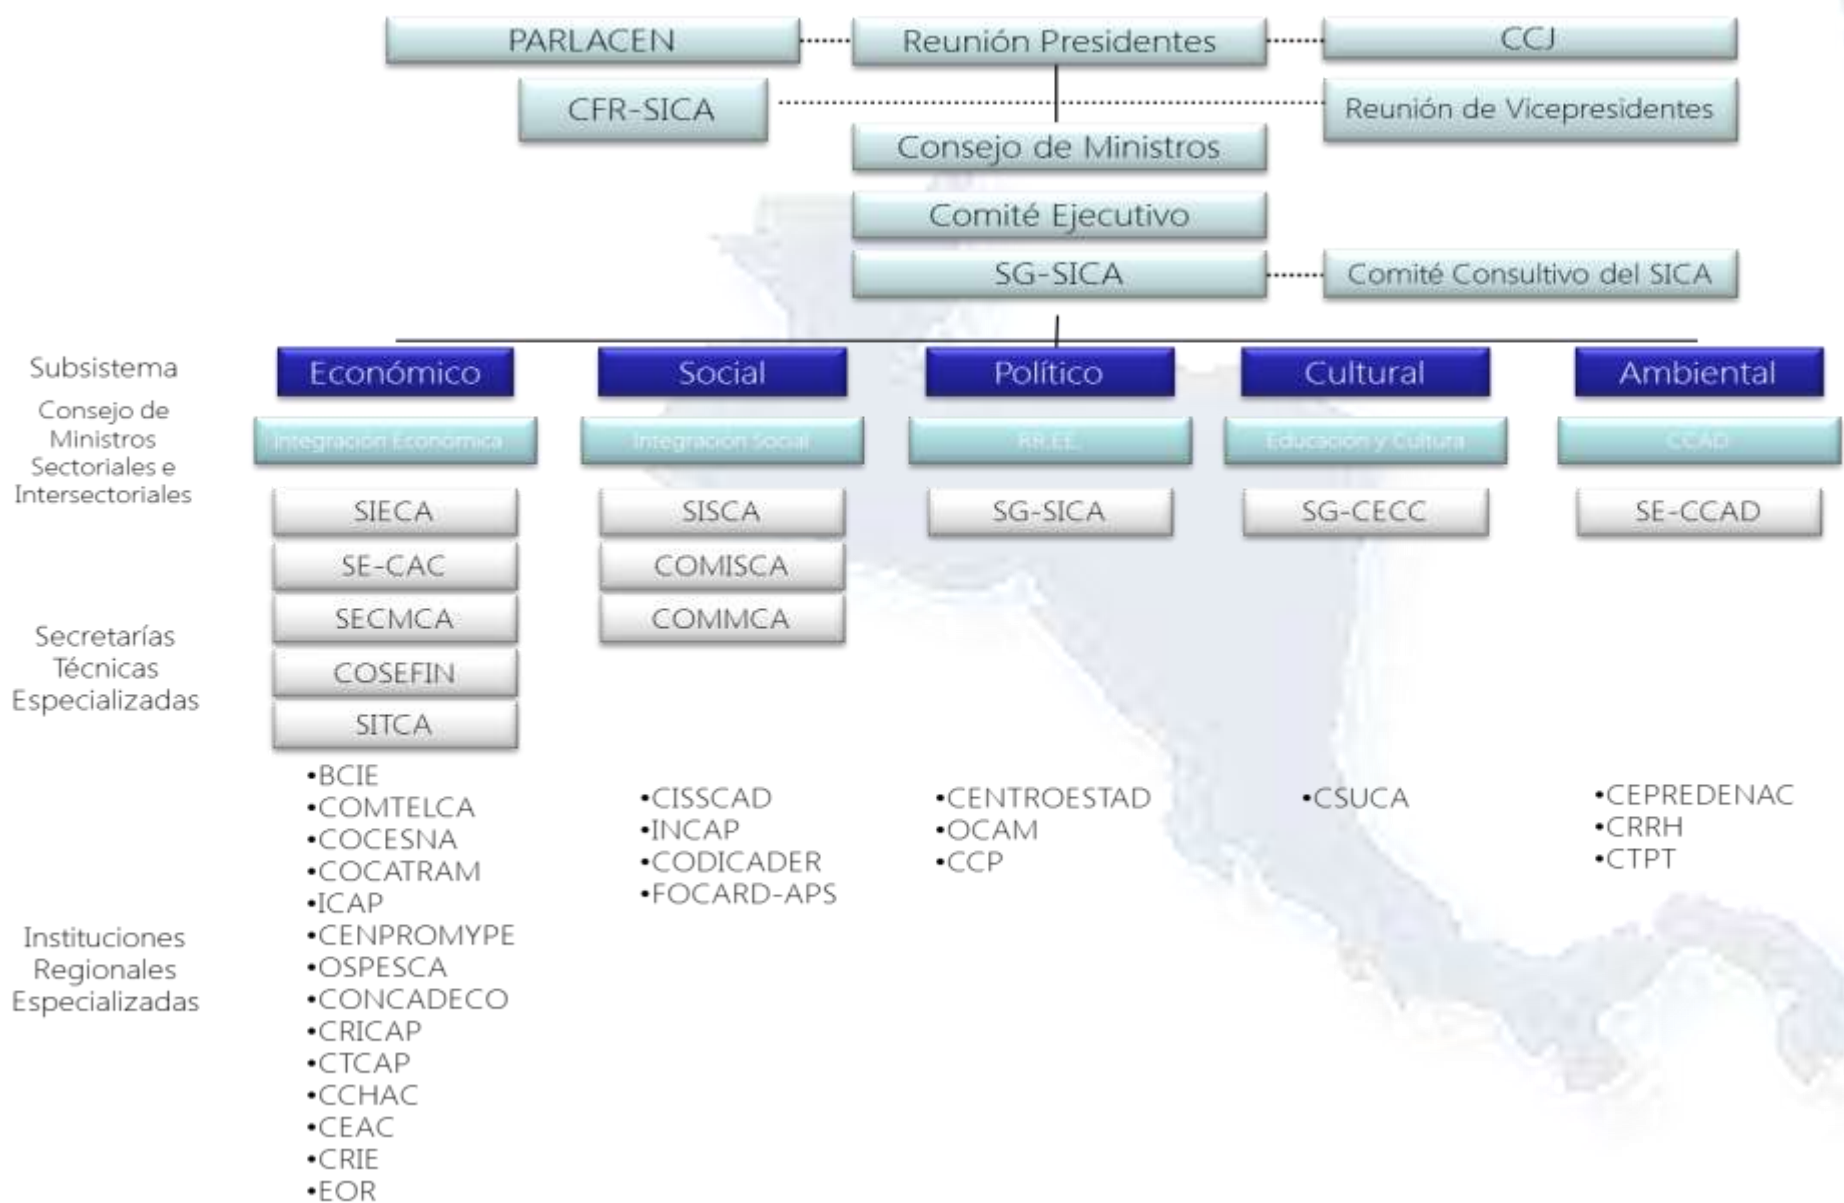 PARLACEN
Reunión Presidentes
CCJ
CFR-SICA
Reunión de Vicepresidentes
Consejo de Ministros
Comité Ejecutivo
SG-SICA
Comité Consultivo del SICA
Subsistema
Económico
Social
Político
Cultural
Ambiental
Consejo de
Ministros
Sectoriales e
Intersectoriales
Integración Económica
Integración Social
RR.EE.
Educación y Cultura
CCAD
SIECA
SISCA
SG-SICA
SG-CECC
SE-CCAD
SE-CAC
COMISCA
SECMCA
COMMCA
COSEFIN
SITCA
Secretarías
Técnicas
Especializadas
Instituciones
Regionales
Especializadas
•BCIE
•COMTELCA
•COCESNA
•COCATRAM
•ICAP
•CENPROMYPE
•OSPESCA
•CONCADECO
•CRICAP
•CTCAP
•CCHAC
•CEAC
•CRIE
•EOR
•CISSCAD
•INCAP
•CODICADER
•FOCARD-APS
•CENTROESTAD
•OCAM
•CCP
•CSUCA
•CEPREDENAC
•CRRH
•CTPT